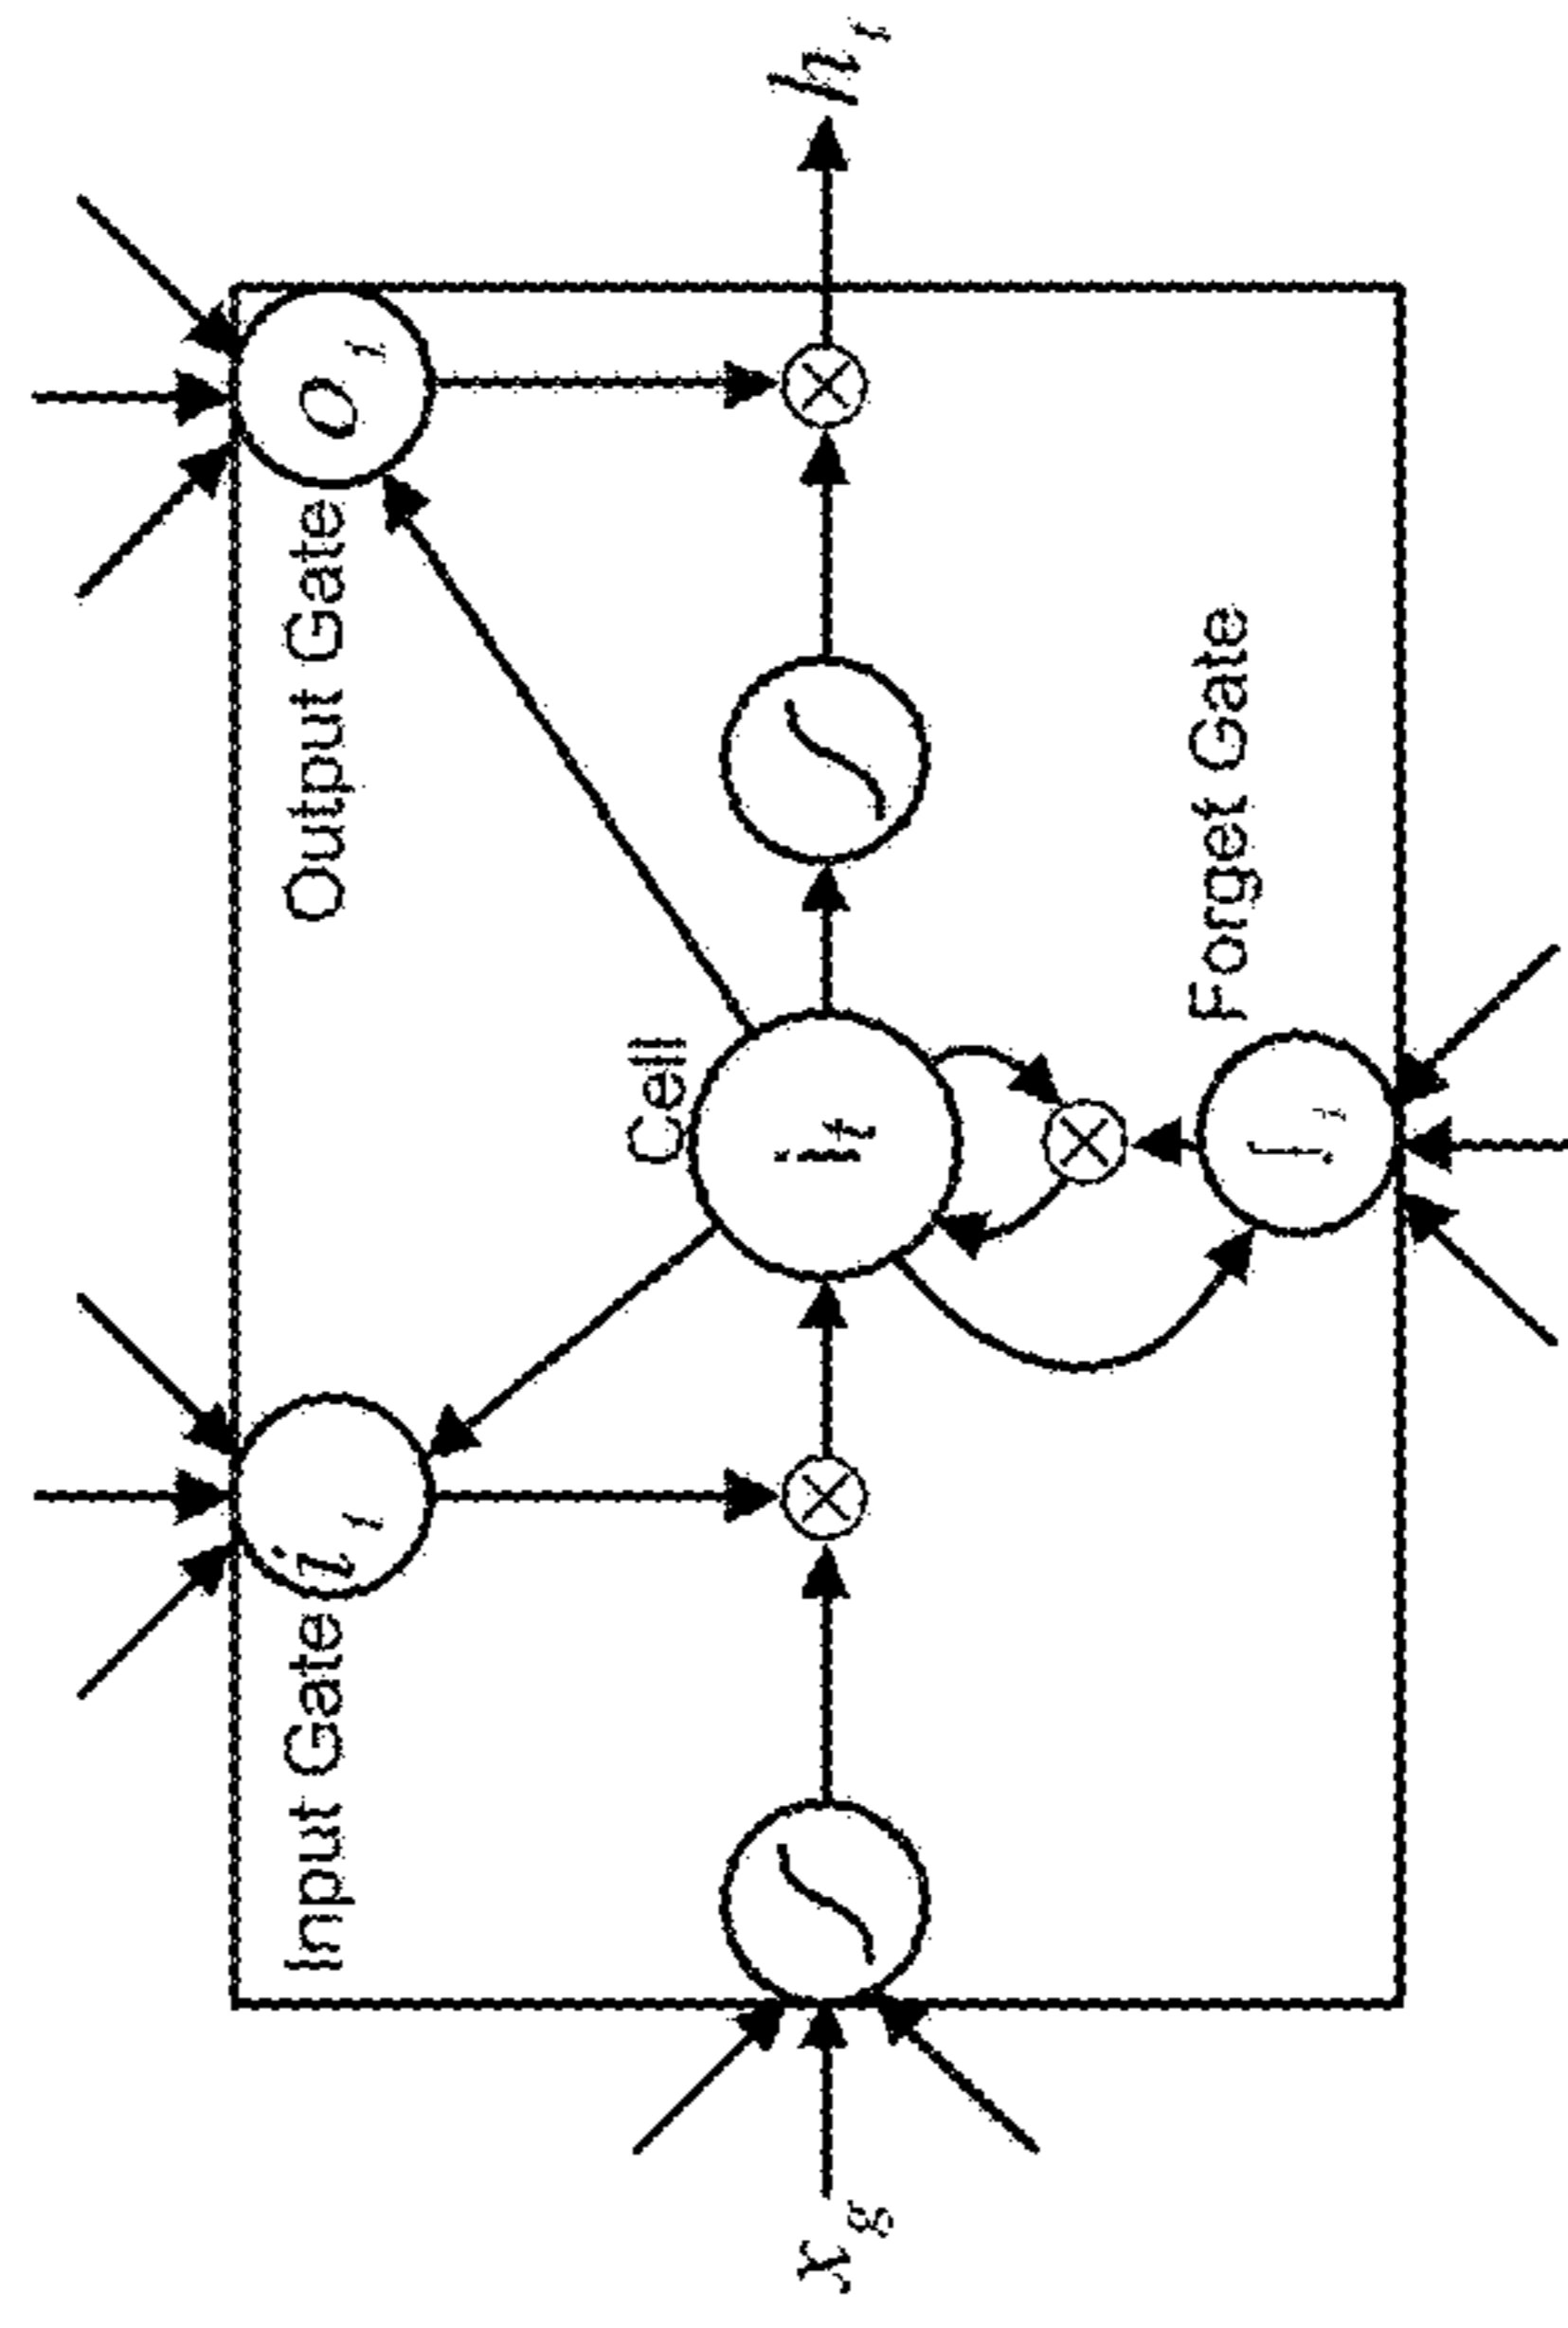 Input Gate
i t
Output Gate
o t
Cell
i t
x g
h t
Forget Gate
f t